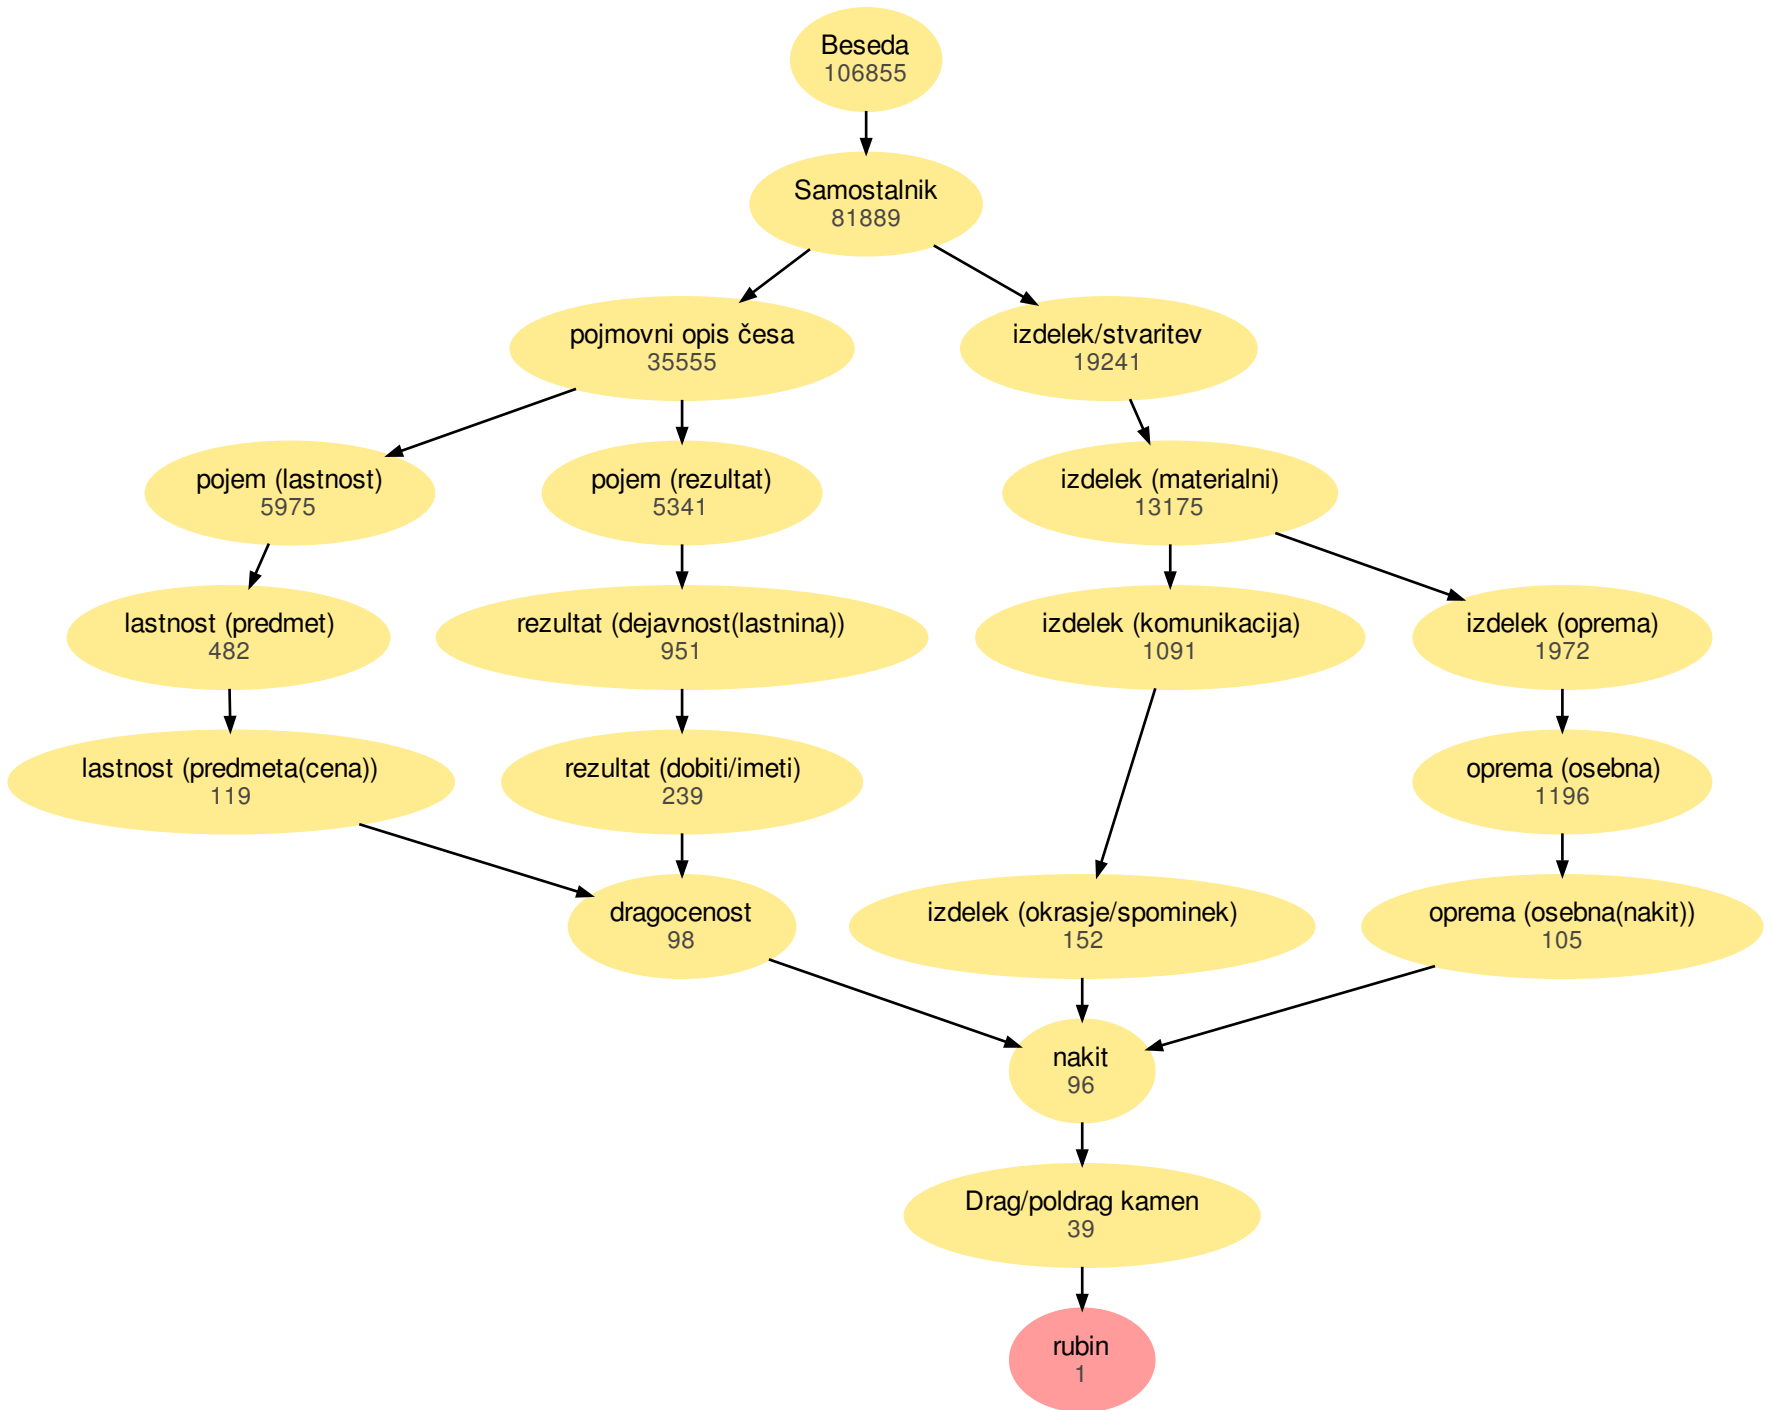 Beseda
106855
Samostalnik
81889
pojmovni opis česa
35555
izdelek/stvaritev
19241
pojem (lastnost)
5975
pojem (rezultat)
5341
izdelek (materialni)
13175
lastnost (predmet)
482
rezultat (dejavnost(lastnina))
951
izdelek (komunikacija)
1091
izdelek (oprema)
1972
lastnost (predmeta(cena))
119
rezultat (dobiti/imeti)
239
oprema (osebna)
1196
dragocenost
98
izdelek (okrasje/spominek)
152
oprema (osebna(nakit))
105
nakit
96
Drag/poldrag kamen
39
rubin
1